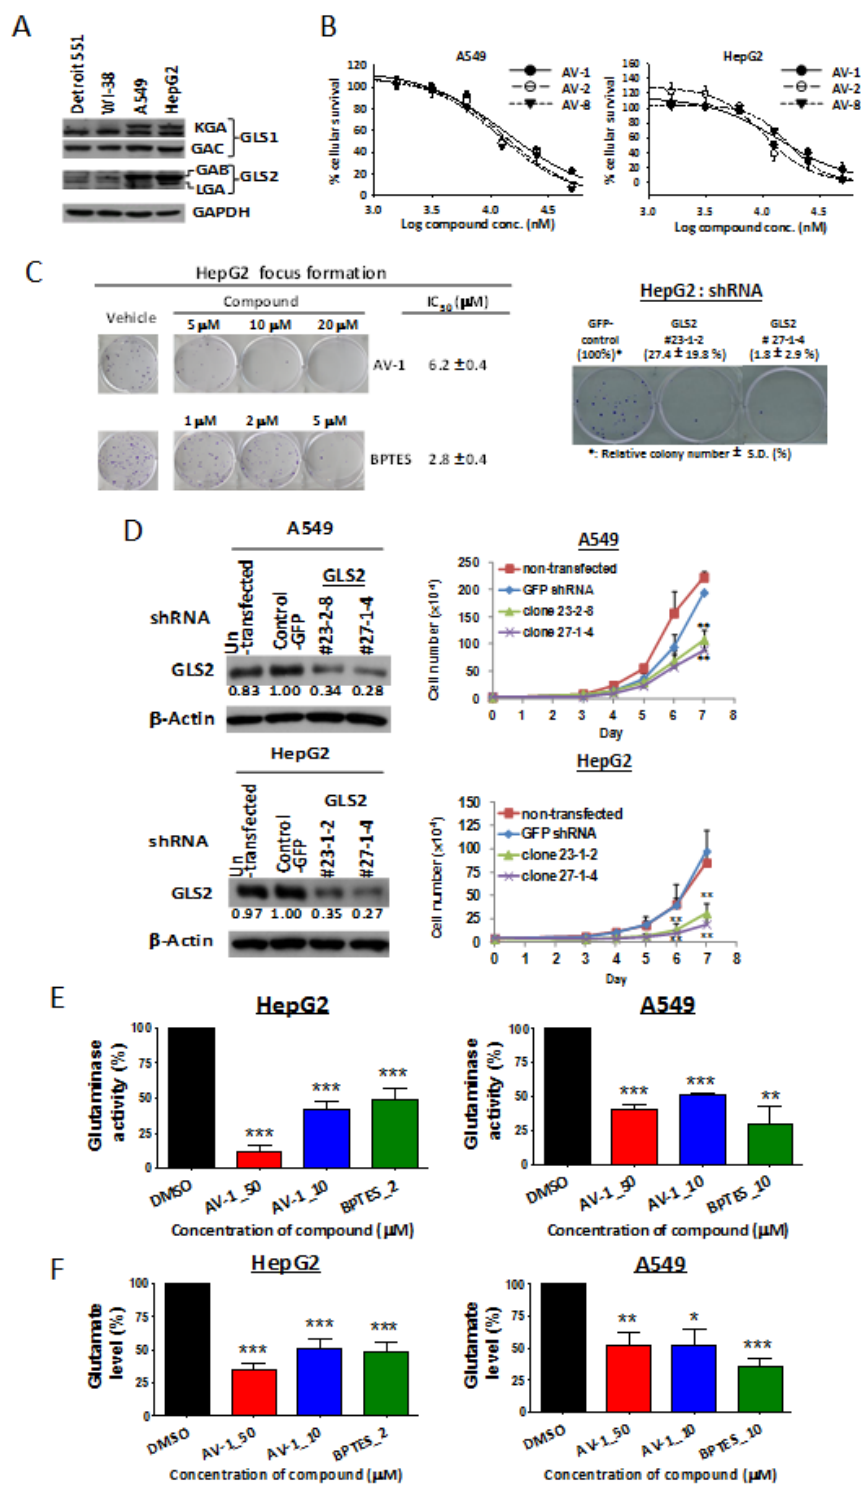 A
Detroit 551
WI-38
A549
HepG2
KGA
GAC
GLS1
GAB
LGA
GLS2
GAPDH
B
A549
% cellular survival
120
100
80
60
40
20
0
3.0 3.5 4.0 4.5
Log compound conc. (nM)
AV-1
AV-2
AV-8
HepG2
% cellular survival
160
140
120
100
80
60
40
20
0
3.0 3.5 4.0 4.5
Log compound conc. (nM)
AV-1
AV-2
AV-8
C
HepG2 focus formation
Vehicle
Compound
IC50 (µM)
5 µM 10 µM 20 µM
AV-1 6.2 ±0.4
1 µM 2 µM 5 µM
BPTES 2.8 ±0.4
HepG2 : shRNA
GFP-
control
(100%)*
GLS2
#23-1-2
(27.4 ± 19.8 %)
GLS2
# 27-1-4
(1.8 ± 2.9 %)
*: Relative colony number ± S.D. (%)
D
A549
shRNA
Un
-transfected
Control
-GFP
GLS2
#23-2-8
#27-1-4
GLS2
0.83 1.00 0.34 0.28
β-Actin
A549
Cell number (×10⁴)
250
200
150
100
50
0
non-transfected
GFP shRNA
clone 23-2-8
clone 27-1-4
**
**
0 1 2 3 4 5 6 7 8
Day
HepG2
shRNA
Un
-transfected
Control
-GFP
GLS2
#23-1-2
#27-1-4
GLS2
0.97 1.00 0.35 0.27
β-Actin
HepG2
Cell number (×10⁴)
150
125
100
75
50
25
0
non-transfected
GFP shRNA
clone 23-1-2
clone 27-1-4
**
**
**
**
0 1 2 3 4 5 6 7 8
Day
E
HepG2
Glutaminase
activity (%)
100
75
50
25
0
*** *** ***
DMSO AV-1_50 AV-1_10 BPTES_2
Concentration of compound (µM)
A549
Glutaminase
activity (%)
100
75
50
25
0
*** *** **
DMSO AV-1_50 AV-1_10 BPTES_10
Concentration of compound (µM)
F
HepG2
Glutamate
level (%)
100
75
50
25
0
*** *** ***
DMSO AV-1_50 AV-1_10 BPTES_2
Concentration of compound (µM)
A549
Glutamate
level (%)
100
75
50
25
0
** * ***
DMSO AV-1_50 AV-1_10 BPTES_10
Concentration of compound (µM)